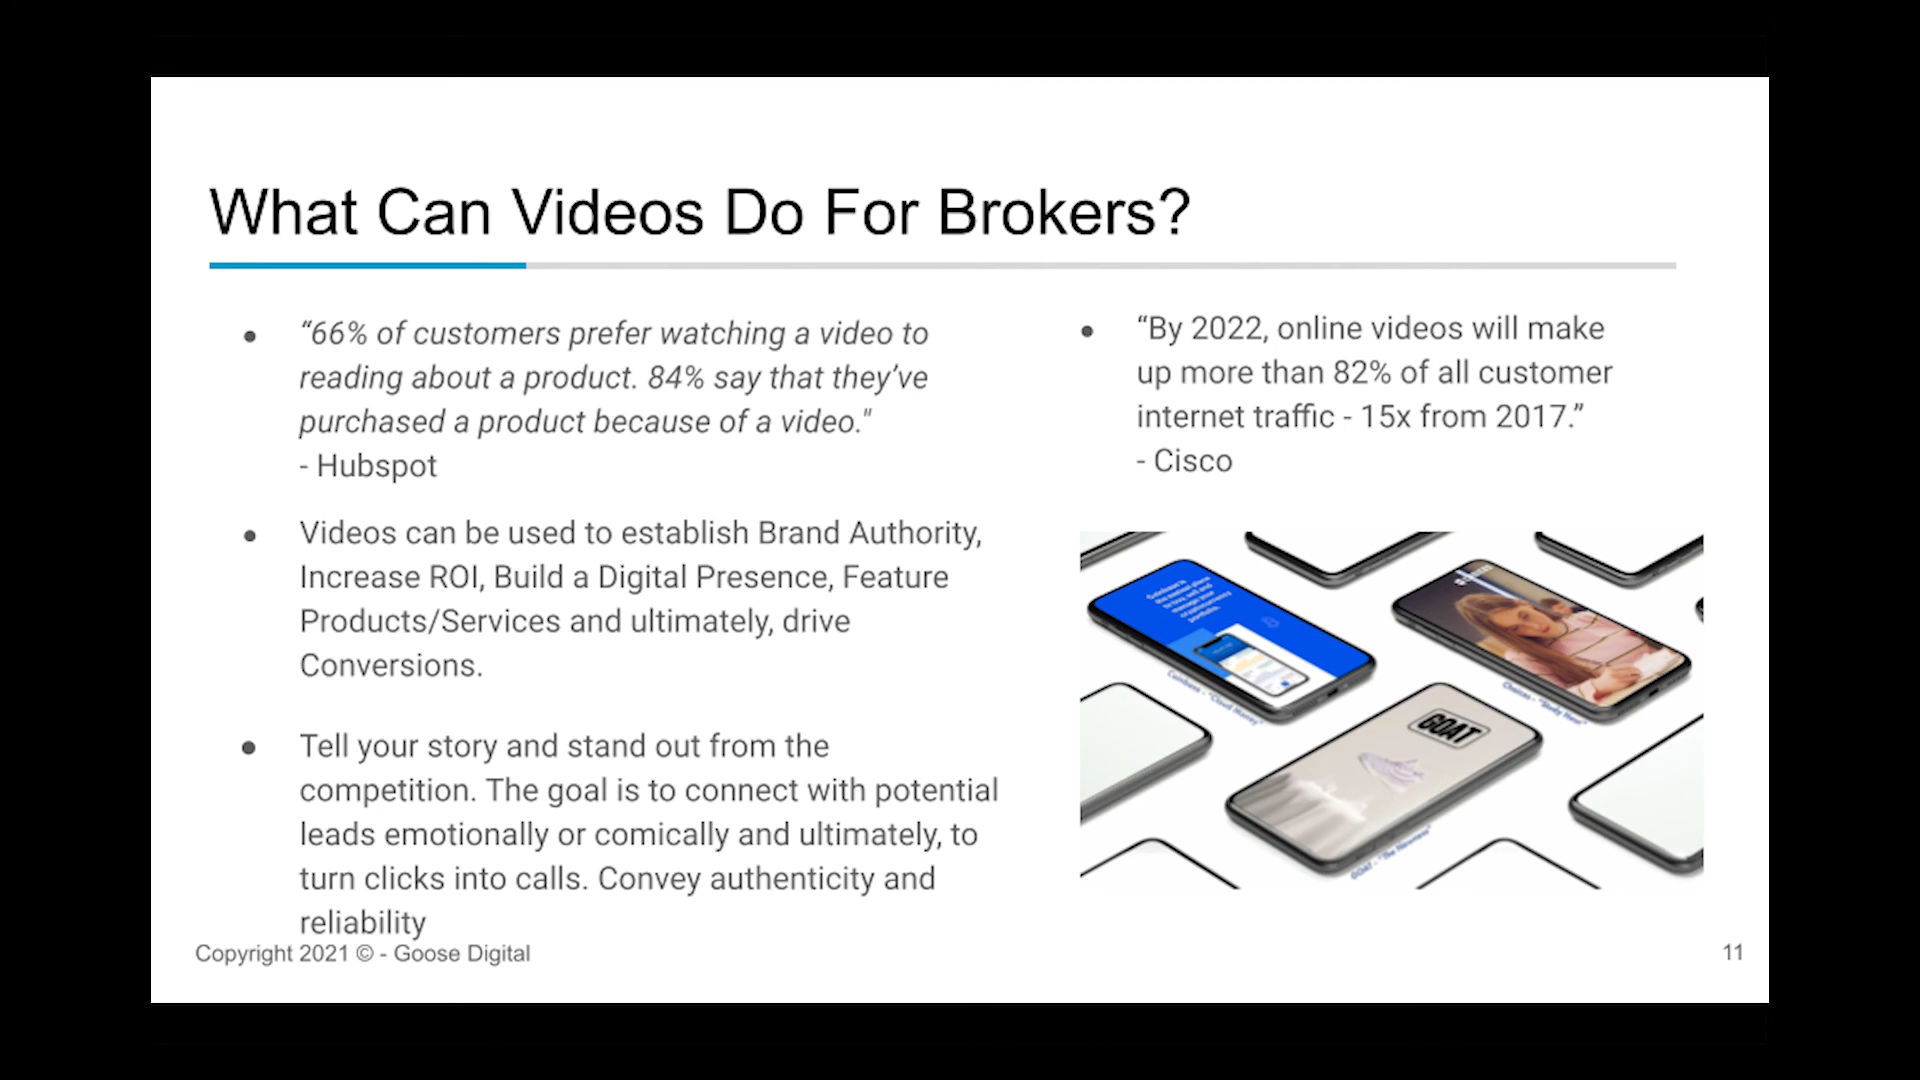 What Can Videos Do For Brokers?
“66% of customers prefer watching a video to
reading about a product. 84% say that they’ve
purchased a product because of a video."
- Hubspot
Videos can be used to establish Brand Authority,
Increase ROI, Build a Digital Presence, Feature
Products/Services and ultimately, drive
Conversions.
Tell your story and stand out from the
competition. The goal is to connect with potential
leads emotionally or comically and ultimately, to
turn clicks into calls. Convey authenticity and
reliability
“By 2022, online videos will make
up more than 82% of all customer
internet traffic - 15x from 2017.”
- Cisco
GOAT
Copyright 2021 © - Goose Digital
11